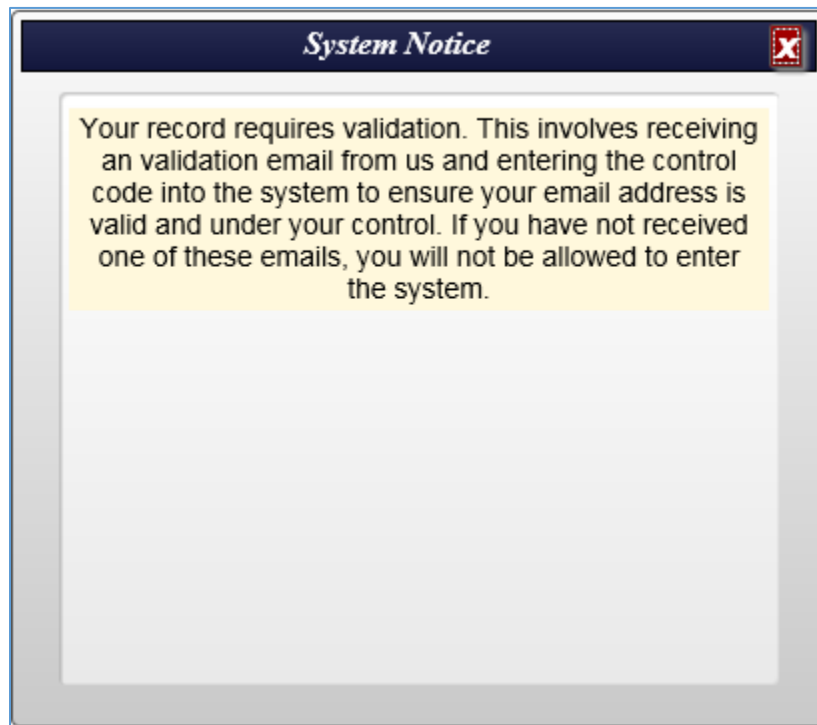 System Notice
X
Your record requires validation. This involves receiving
an validation email from us and entering the control
code into the system to ensure your email address is
valid and under your control. If you have not received
one of these emails, you will not be allowed to enter
the system.